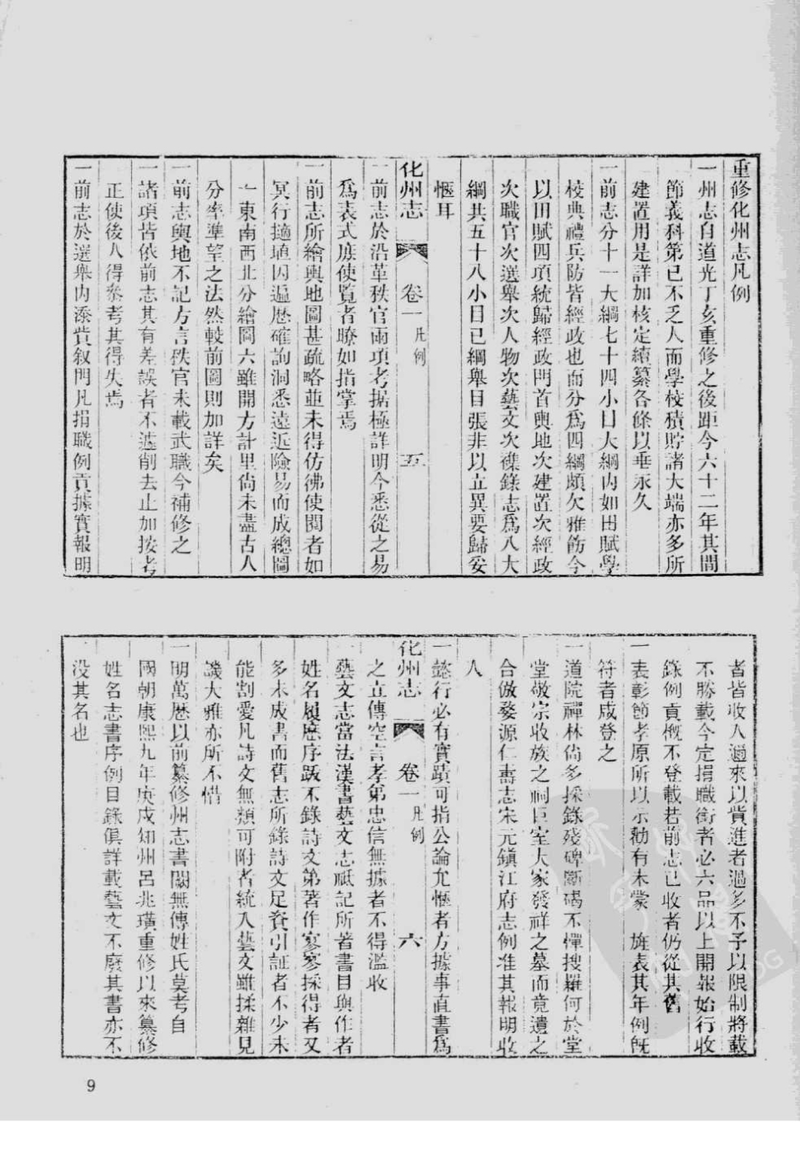 重修化州志凡例
一州志自道光丁亥重修之後距今六十二年其間
節義科第已不乏人而學校積貯諸大端亦多所
建置用是詳加核定續纂各條以垂永久
一前志分十一大綱七十四小目大綱內如田賦學
校典禮兵防皆經政也而分爲四綱頗欠雅飭今
以田賦四項統歸經政門首輿地次建置次經政
次職官次選舉次人物次藝文次襍錄志爲八大
綱共五十八小目已綱舉目張非以立異要歸妥
愜耳
化州志 卷一 凡例 五
一前志於沿革秩官兩項考据極詳明今悉從之易
爲表式庶使覽者瞭如指掌焉
一前志所繪輿地圖甚疏略並未得仿彿使閱者如
冥行擿埴因遍歴確詢洞悉遠近險易而成總圖
一東南西北分繪圖六雖開方計里尙未盡古人
分率準望之法然較前圖則加詳矣
一前志輿地不記方言秩官未載武職今補修之
一諸項皆依前志其有差誤者不遽削去止加按考
正使後人得參考其得失焉
一前志於選舉內添貲敘門凡捐職例貢據實報明
者皆收入邇來以貲進者過多不予以限制將載
不勝載今定捐職銜者必六品以上開報始行收
錄例貢概不登載若前志已收者仍從其舊
一表彰節孝原所以示勸有未蒙 旌表其年例旣
符者咸登之
一道院禪林尙多採錄殘碑斷碣不憚搜羅何於堂
堂敬宗收族之祠巨室大家發祥之墓而竟遺之
合倣婺源仁壽志宋元鎭江府志例准其報明收
入
一懿行必有實蹟可指公論允愜者方據事直書爲
化州志 卷一 凡例 六
之立傳空言孝弟忠信無據者不得濫收
藝文志當法漢書藝文志祗記所著書目與作者
姓名履歴序跋不錄詩文第著作寥寥採得者又
多未成書而舊志所錄詩文足資引証者不少未
能割愛凡詩文無類可附者統入藝文雖揉雜見
譏大雅亦所不惜
一明萬歴以前纂修州志書闕無傳姓氏莫考自
國朝康熙九年庚戌知州呂兆璜重修以來纂修
姓名志書序例目錄俱詳載藝文不廢其書亦不
沒其名也
9